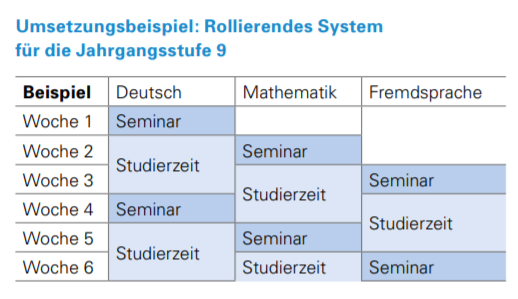 Umsetzungsbeispiel: Rollierendes System
für die Jahrgangsstufe 9
Beispiel Deutsch Mathematik Fremdsprache
Woche 1 Seminar
Woche 2 Seminar
Studierzeit
Woche 3 Seminar
Studierzeit
Woche 4 Seminar
Studierzeit
Woche 5 Seminar
Studierzeit
Woche 6 Studierzeit Seminar